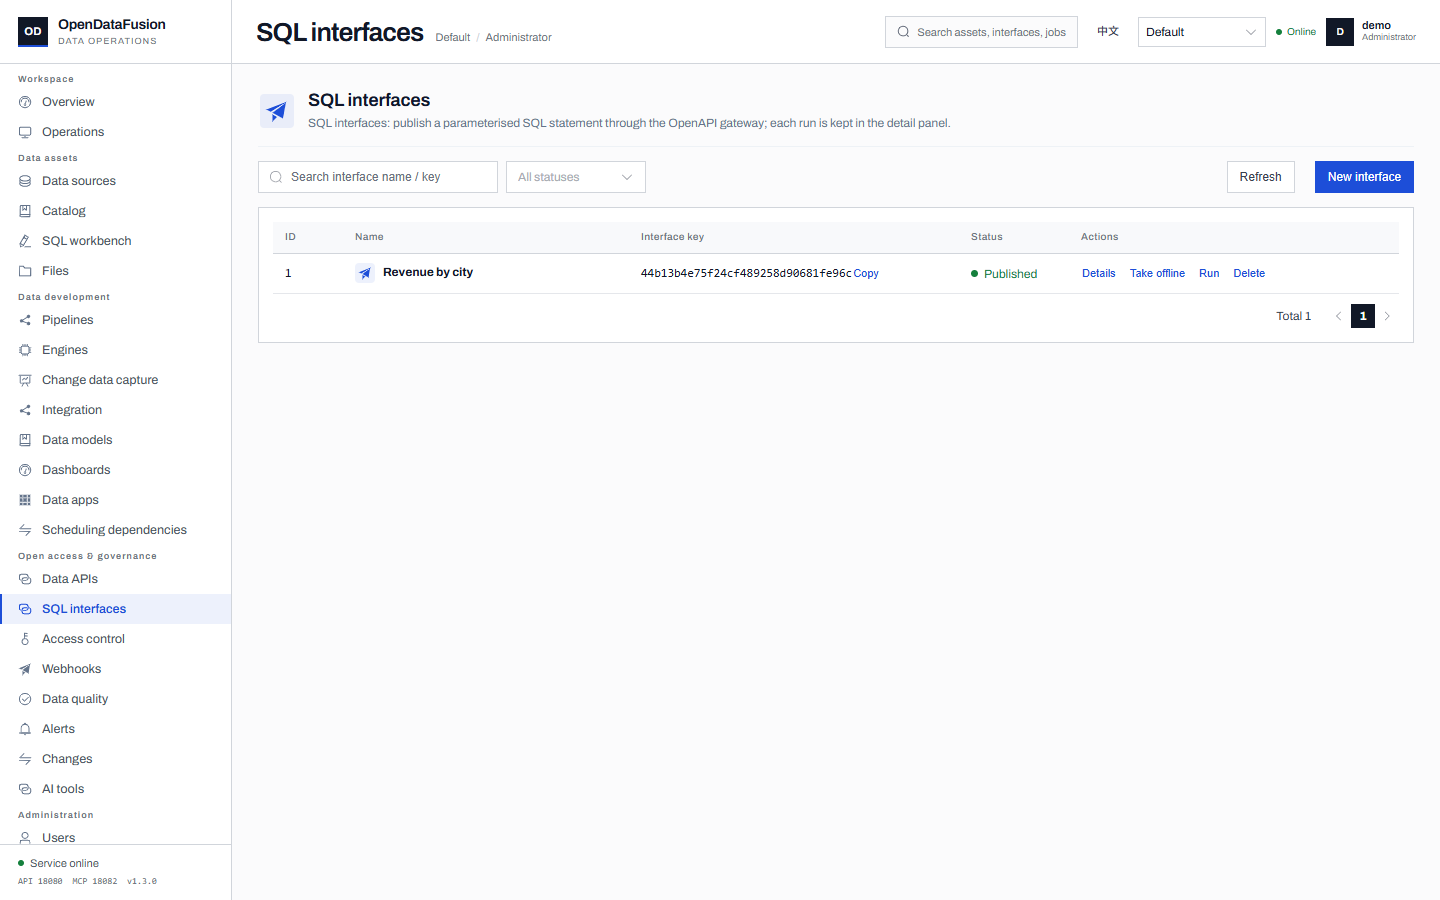 OD
OpenDataFusion
DATA OPERATIONS
SQL interfaces
Default / Administrator
Search assets, interfaces, jobs
中文
Default
Online
D
demo
Administrator
Workspace
Overview
Operations
Data assets
Data sources
Catalog
SQL workbench
Files
Data development
Pipelines
Engines
Change data capture
Integration
Data models
Dashboards
Data apps
Scheduling dependencies
Open access & governance
Data APIs
SQL interfaces
Access control
Webhooks
Data quality
Alerts
Changes
AI tools
Administration
Users
Service online
API 18080 MCP 18082 v1.3.0
SQL interfaces
SQL interfaces: publish a parameterised SQL statement through the OpenAPI gateway; each run is kept in the detail panel.
Search interface name / key
All statuses
Refresh
New interface
ID Name Interface key Status Actions
1 Revenue by city 44b13b4e75f24cf489258d90681fe96c Copy Published Details Take offline Run Delete
Total 1 1